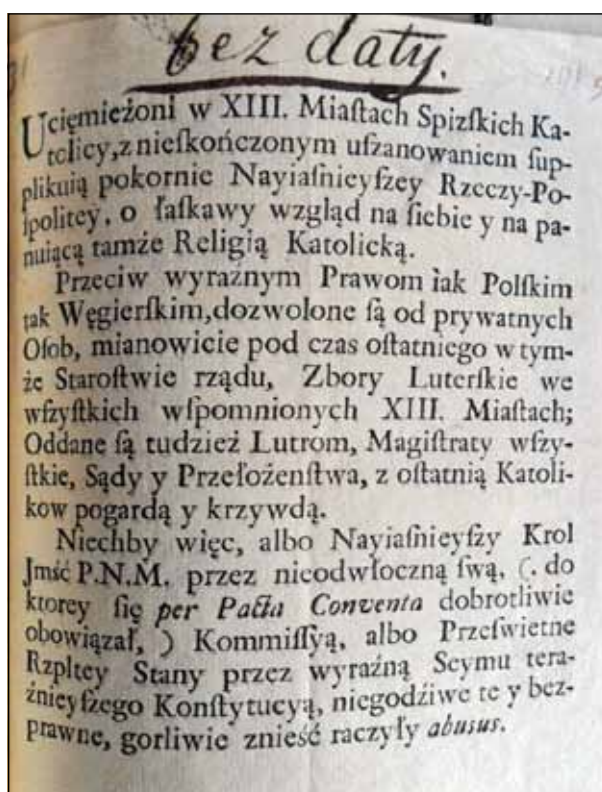 bez daty.
Uciemieżoni w XIII. Miaſtach Spizſkich Ka-
tolicy, z nieſkończonym uſzanowaniem ſup-
plikuią pokornie Nayiaſnieyſzey Rzeczy-Po-
ſpolitey, o łaſkawy wzgląd na ſiebie y na pa-
nuiącą tamże Religią Katolicką.
Przeciw wyraźnym Prawom iak Polſkim
tak Węgierſkim, dozwolone ſą od prywatnych
Oſob, mianowicie pod czas oſtatniego w tym-
że Staroſtwie rządu, Zbory Luterſkie we
wſzyſtkich wſpomnionych XIII. Miaſtach;
Oddane ſą tudzież Lutrom, Magiſtraty wſzy-
ſtkie, Sądy y Przełożenſtwa, z oſtatnią Katoli-
kow pogardą y krzywdą.
Niechby więc, albo Nayiaſnieyſzy Krol
Jmść P.N.M. przez nieodwłoczną ſwą, (. do
ktorey ſię per Pacta Conventa dobrotliwie
obowiązał, ) Kommiſſyą, albo Prześwietne
Rzpltey Stany przez wyraźną Seymu tera-
źnieyſzego Konſtytucyą, niegodźiwe te y bez-
prawne, gorliwie znieść raczyły abusus.